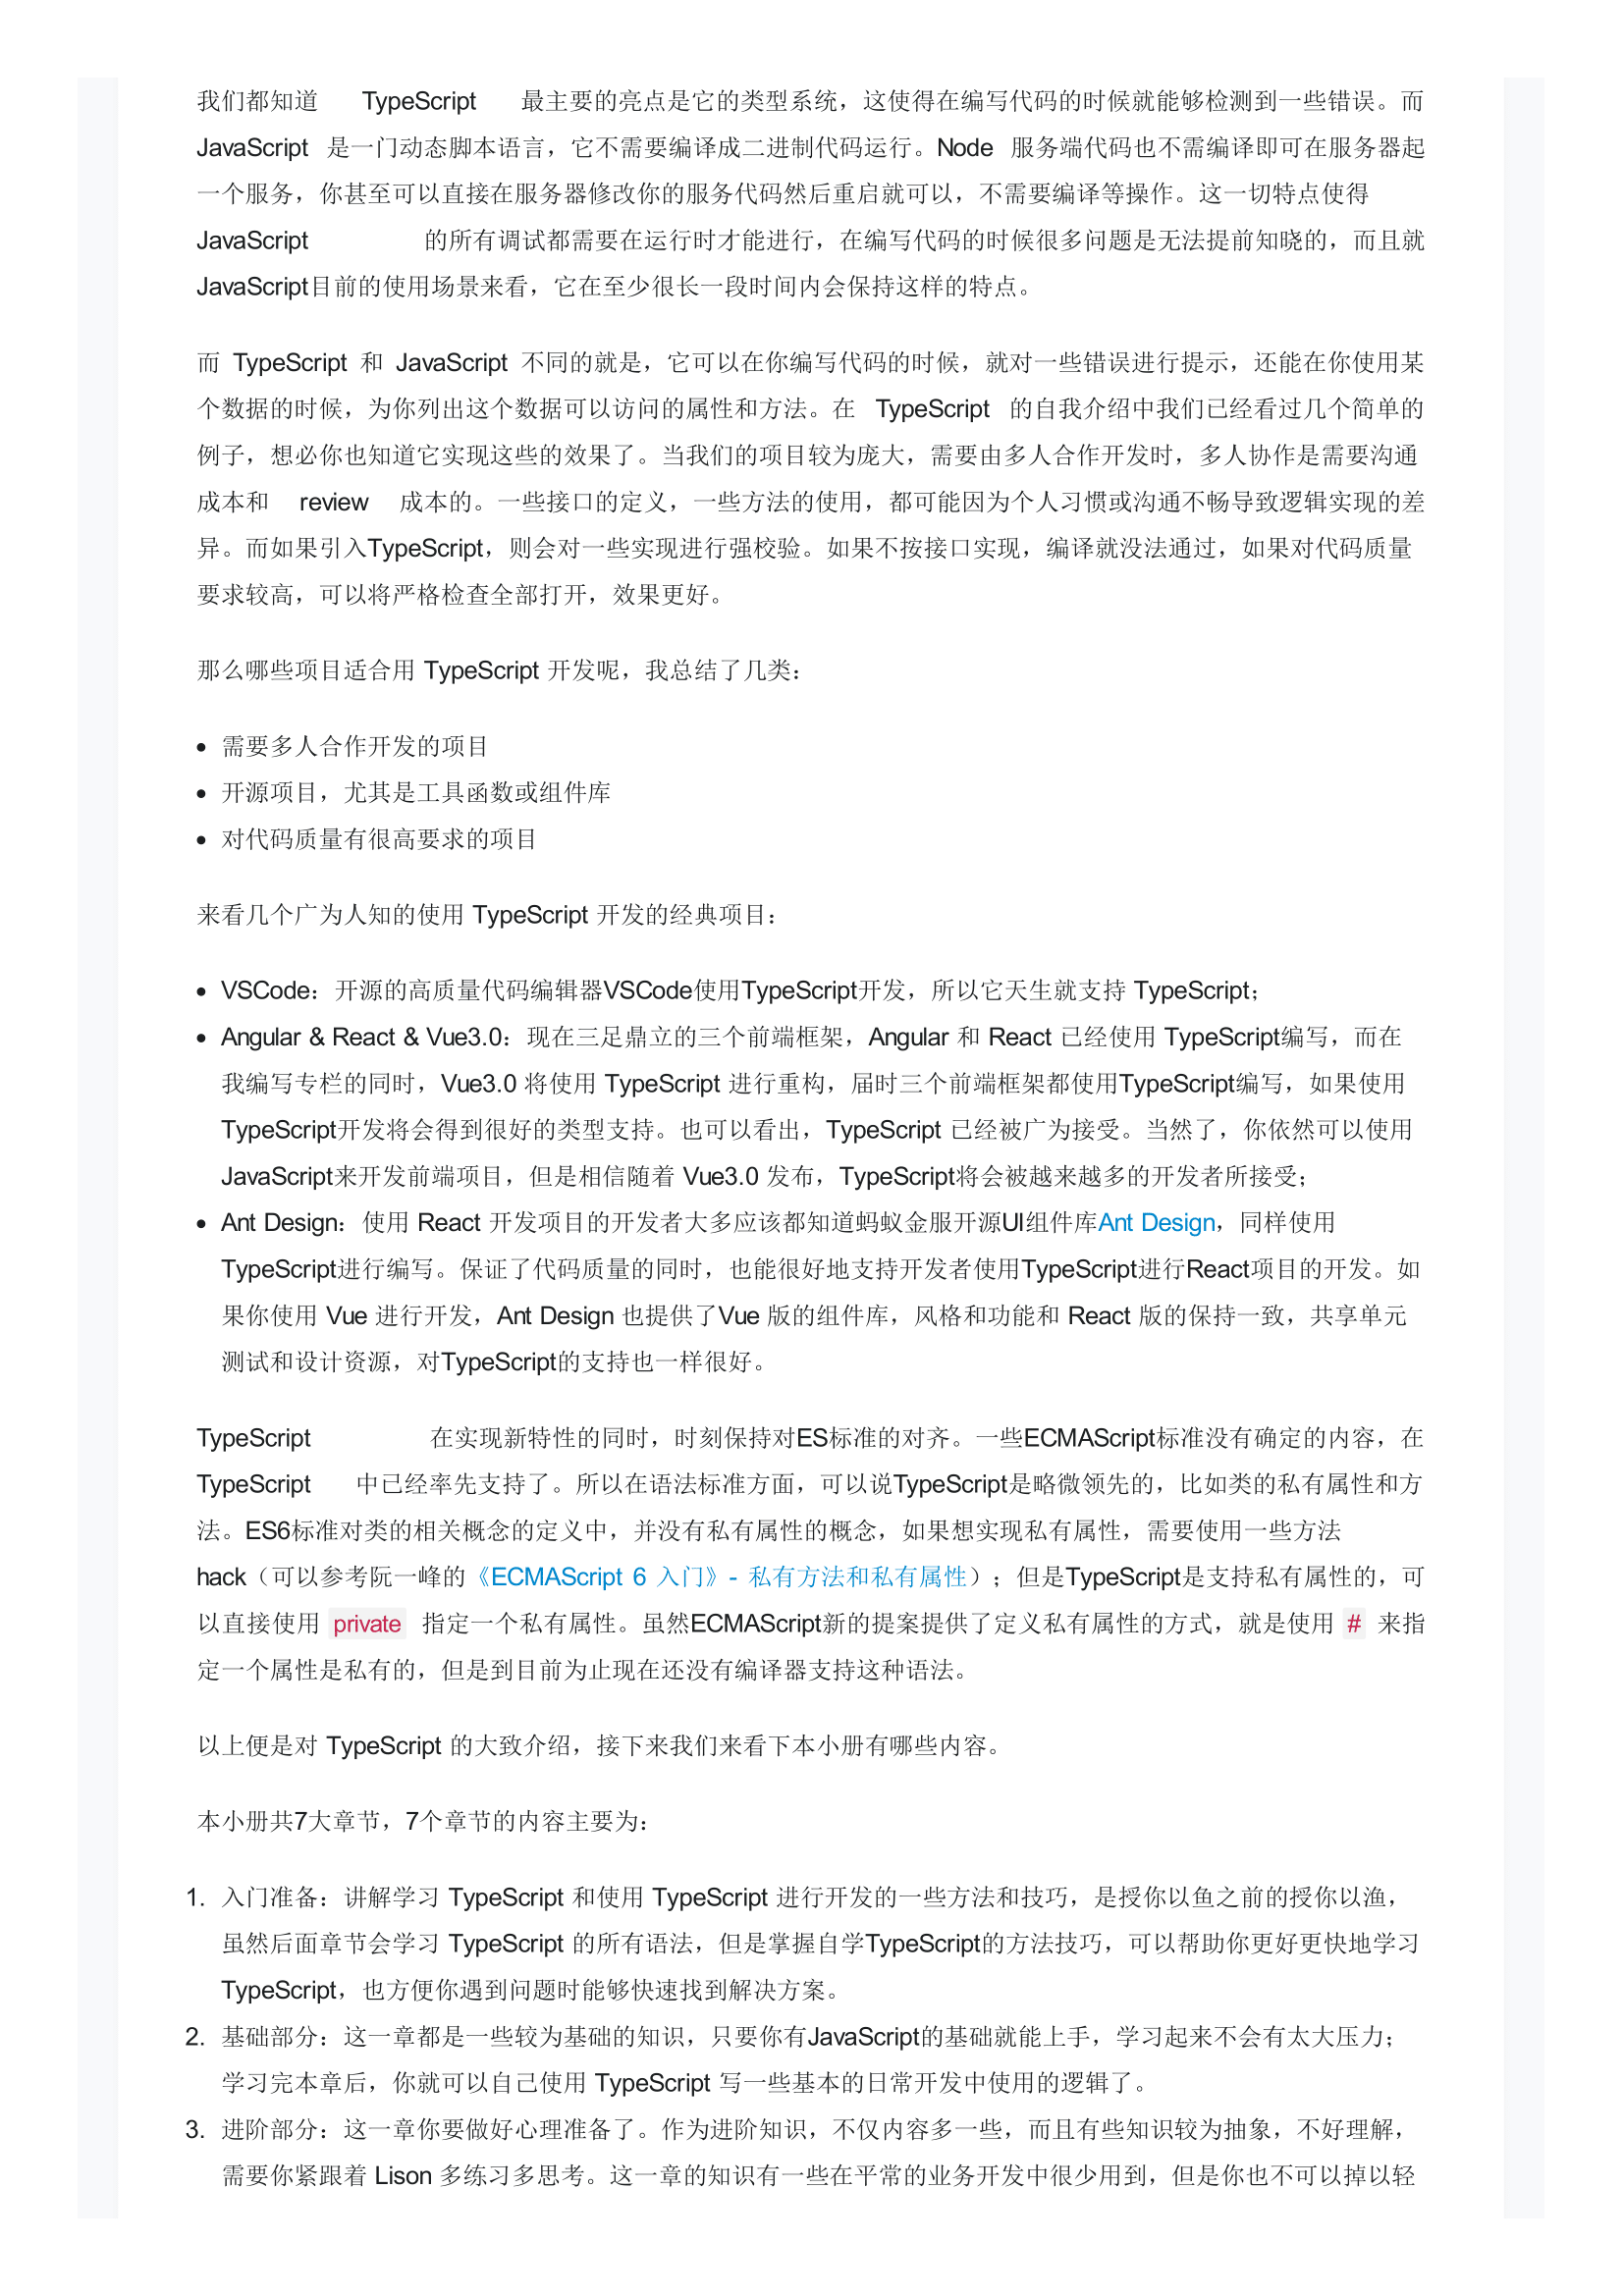 我们都知道 TypeScript 最主要的亮点是它的类型系统，这使得在编写代码的时候就能够检测到一些错误。而
JavaScript 是一门动态脚本语言，它不需要编译成二进制代码运行。Node 服务端代码也不需编译即可在服务器起
一个服务，你甚至可以直接在服务器修改你的服务代码然后重启就可以，不需要编译等操作。这一切特点使得
JavaScript 的所有调试都需要在运行时才能进行，在编写代码的时候很多问题是无法提前知晓的，而且就
JavaScript目前的使用场景来看，它在至少很长一段时间内会保持这样的特点。
而 TypeScript 和 JavaScript 不同的就是，它可以在你编写代码的时候，就对一些错误进行提示，还能在你使用某
个数据的时候，为你列出这个数据可以访问的属性和方法。在 TypeScript 的自我介绍中我们已经看过几个简单的
例子，想必你也知道它实现这些的效果了。当我们的项目较为庞大，需要由多人合作开发时，多人协作是需要沟通
成本和 review 成本的。一些接口的定义，一些方法的使用，都可能因为个人习惯或沟通不畅导致逻辑实现的差
异。而如果引入TypeScript，则会对一些实现进行强校验。如果不按接口实现，编译就没法通过，如果对代码质量
要求较高，可以将严格检查全部打开，效果更好。
那么哪些项目适合用 TypeScript 开发呢，我总结了几类：
• 需要多人合作开发的项目
• 开源项目，尤其是工具函数或组件库
• 对代码质量有很高要求的项目
来看几个广为人知的使用 TypeScript 开发的经典项目：
• VSCode：开源的高质量代码编辑器VSCode使用TypeScript开发，所以它天生就支持 TypeScript；
• Angular & React & Vue3.0：现在三足鼎立的三个前端框架，Angular 和 React 已经使用 TypeScript编写，而在
我编写专栏的同时，Vue3.0 将使用 TypeScript 进行重构，届时三个前端框架都使用TypeScript编写，如果使用
TypeScript开发将会得到很好的类型支持。也可以看出，TypeScript 已经被广为接受。当然了，你依然可以使用
JavaScript来开发前端项目，但是相信随着 Vue3.0 发布，TypeScript将会被越来越多的开发者所接受；
• Ant Design：使用 React 开发项目的开发者大多应该都知道蚂蚁金服开源UI组件库Ant Design，同样使用
TypeScript进行编写。保证了代码质量的同时，也能很好地支持开发者使用TypeScript进行React项目的开发。如
果你使用 Vue 进行开发，Ant Design 也提供了Vue 版的组件库，风格和功能和 React 版的保持一致，共享单元
测试和设计资源，对TypeScript的支持也一样很好。
TypeScript 在实现新特性的同时，时刻保持对ES标准的对齐。一些ECMAScript标准没有确定的内容，在
TypeScript 中已经率先支持了。所以在语法标准方面，可以说TypeScript是略微领先的，比如类的私有属性和方
法。ES6标准对类的相关概念的定义中，并没有私有属性的概念，如果想实现私有属性，需要使用一些方法
hack（可以参考阮一峰的《ECMAScript 6 入门》- 私有方法和私有属性）；但是TypeScript是支持私有属性的，可
以直接使用 private 指定一个私有属性。虽然ECMAScript新的提案提供了定义私有属性的方式，就是使用 # 来指
定一个属性是私有的，但是到目前为止现在还没有编译器支持这种语法。
以上便是对 TypeScript 的大致介绍，接下来我们来看下本小册有哪些内容。
本小册共7大章节，7个章节的内容主要为：
1. 入门准备：讲解学习 TypeScript 和使用 TypeScript 进行开发的一些方法和技巧，是授你以鱼之前的授你以渔，
虽然后面章节会学习 TypeScript 的所有语法，但是掌握自学TypeScript的方法技巧，可以帮助你更好更快地学习
TypeScript，也方便你遇到问题时能够快速找到解决方案。
2. 基础部分：这一章都是一些较为基础的知识，只要你有JavaScript的基础就能上手，学习起来不会有太大压力；
学习完本章后，你就可以自己使用 TypeScript 写一些基本的日常开发中使用的逻辑了。
3. 进阶部分：这一章你要做好心理准备了。作为进阶知识，不仅内容多一些，而且有些知识较为抽象，不好理解，
需要你紧跟着 Lison 多练习多思考。这一章的知识有一些在平常的业务开发中很少用到，但是你也不可以掉以轻